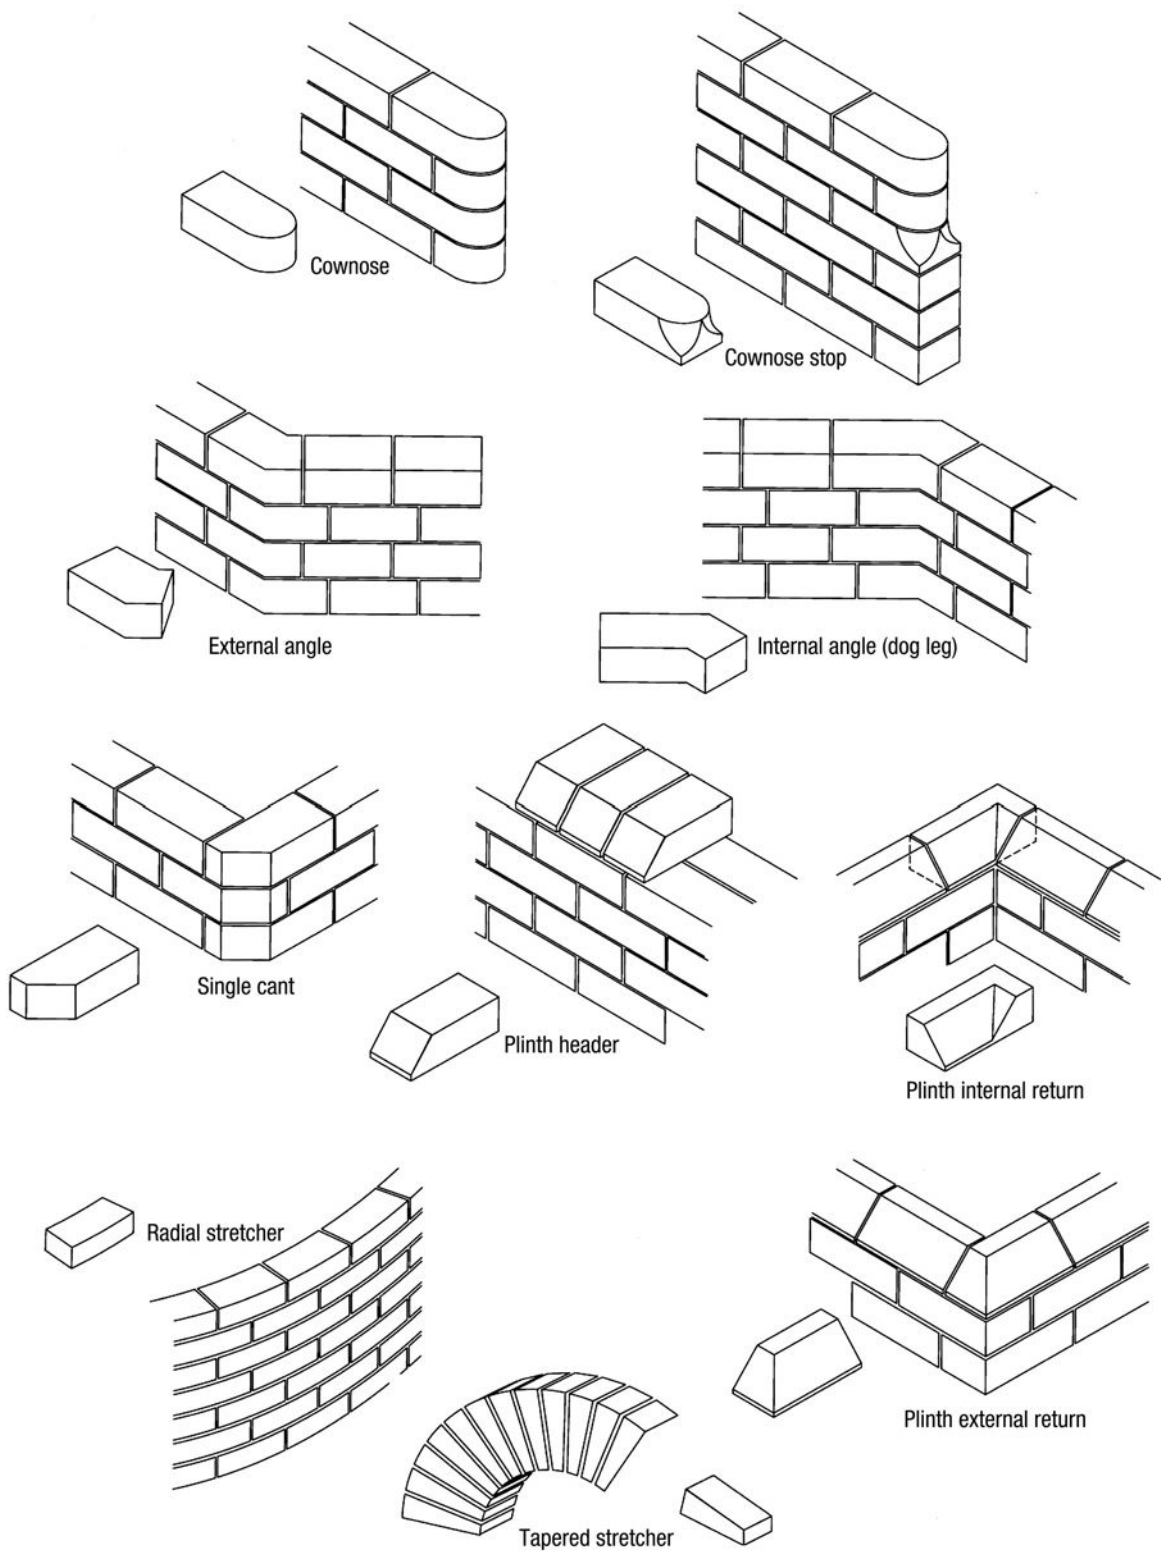 Cownose
Cownose stop
External angle
Internal angle (dog leg)
Single cant
Plinth header
Plinth internal return
Radial stretcher
Plinth external return
Tapered stretcher